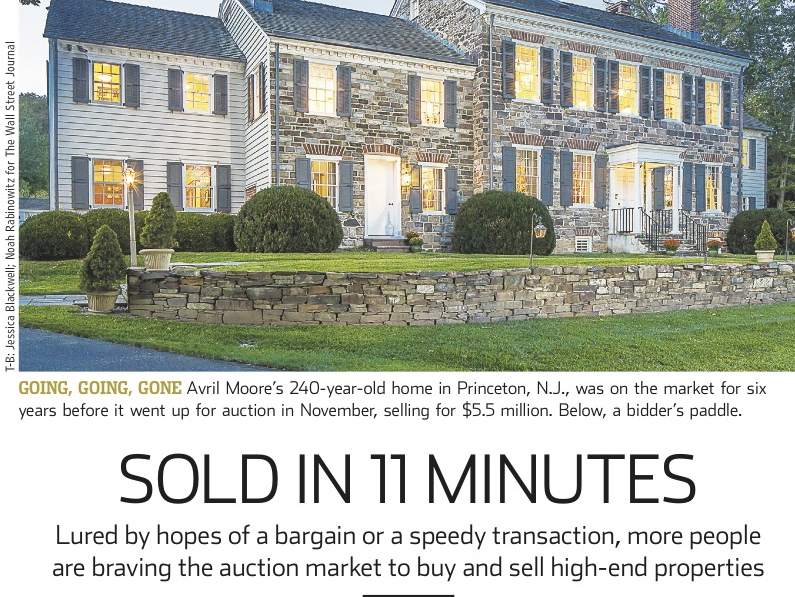 T-B: Jessica Blackwell; Noah Rabinowitz for The Wall Street Journal
GOING, GOING, GONE Avril Moore's 240-year-old home in Princeton, N.J., was on the market for six
years before it went up for auction in November, selling for $5.5 million. Below, a bidder's paddle.
SOLD IN 11 MINUTES
Lured by hopes of a bargain or a speedy transaction, more people
are braving the auction market to buy and sell high-end properties